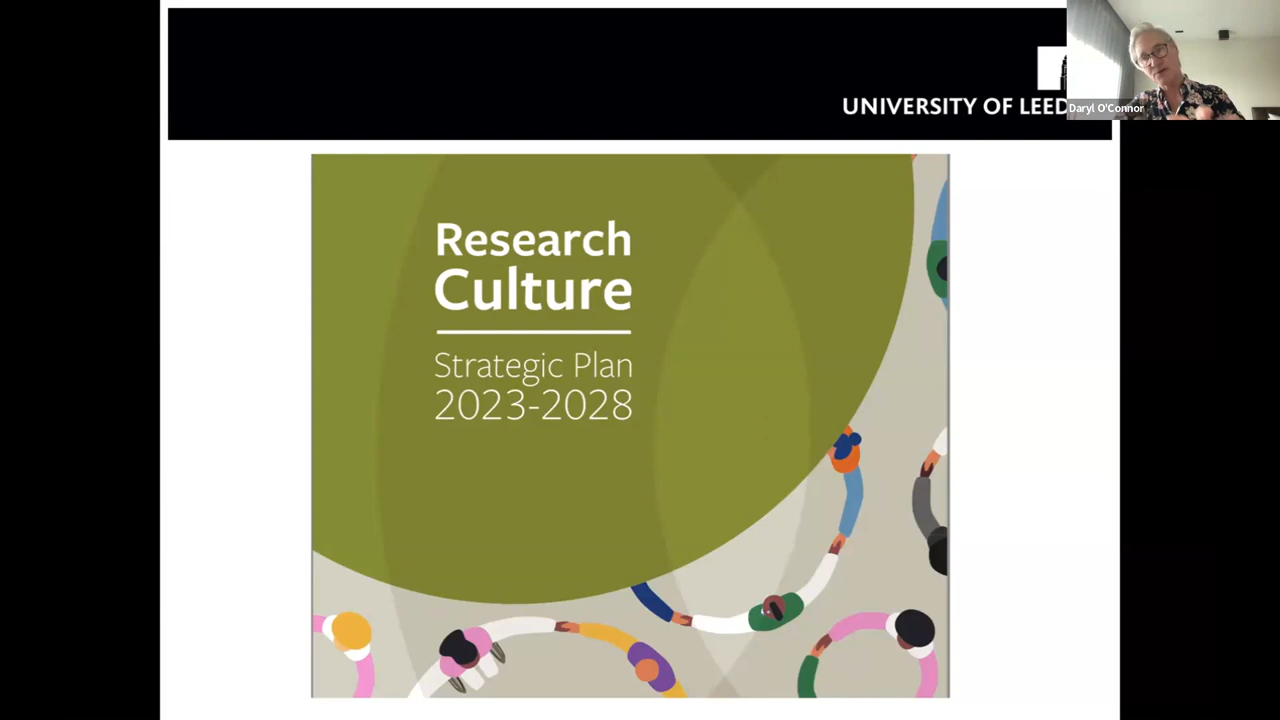 UNIVERSITY OF LEED
Daryl O'Connor
Research
Culture
Strategic Plan
2023-2028